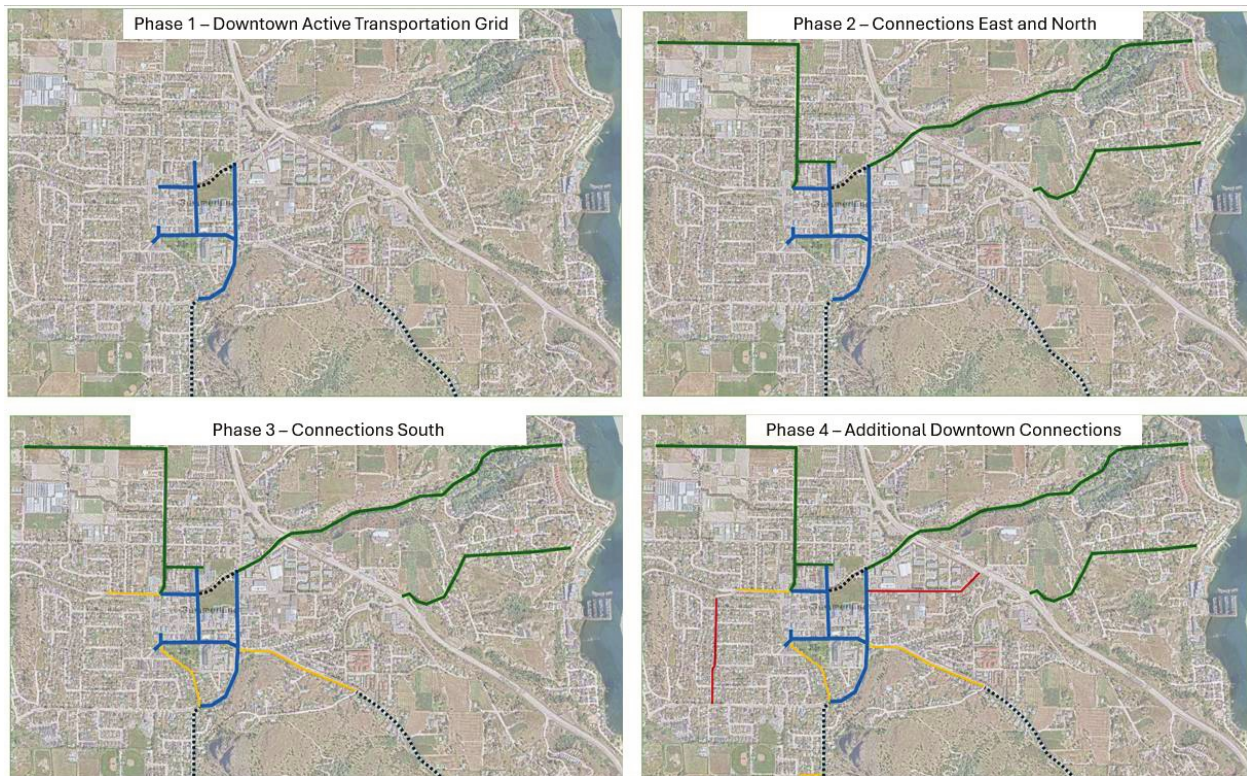 Phase 1 – Downtown Active Transportation Grid
Phase 2 – Connections East and North
Phase 3 – Connections South
Phase 4 – Additional Downtown Connections